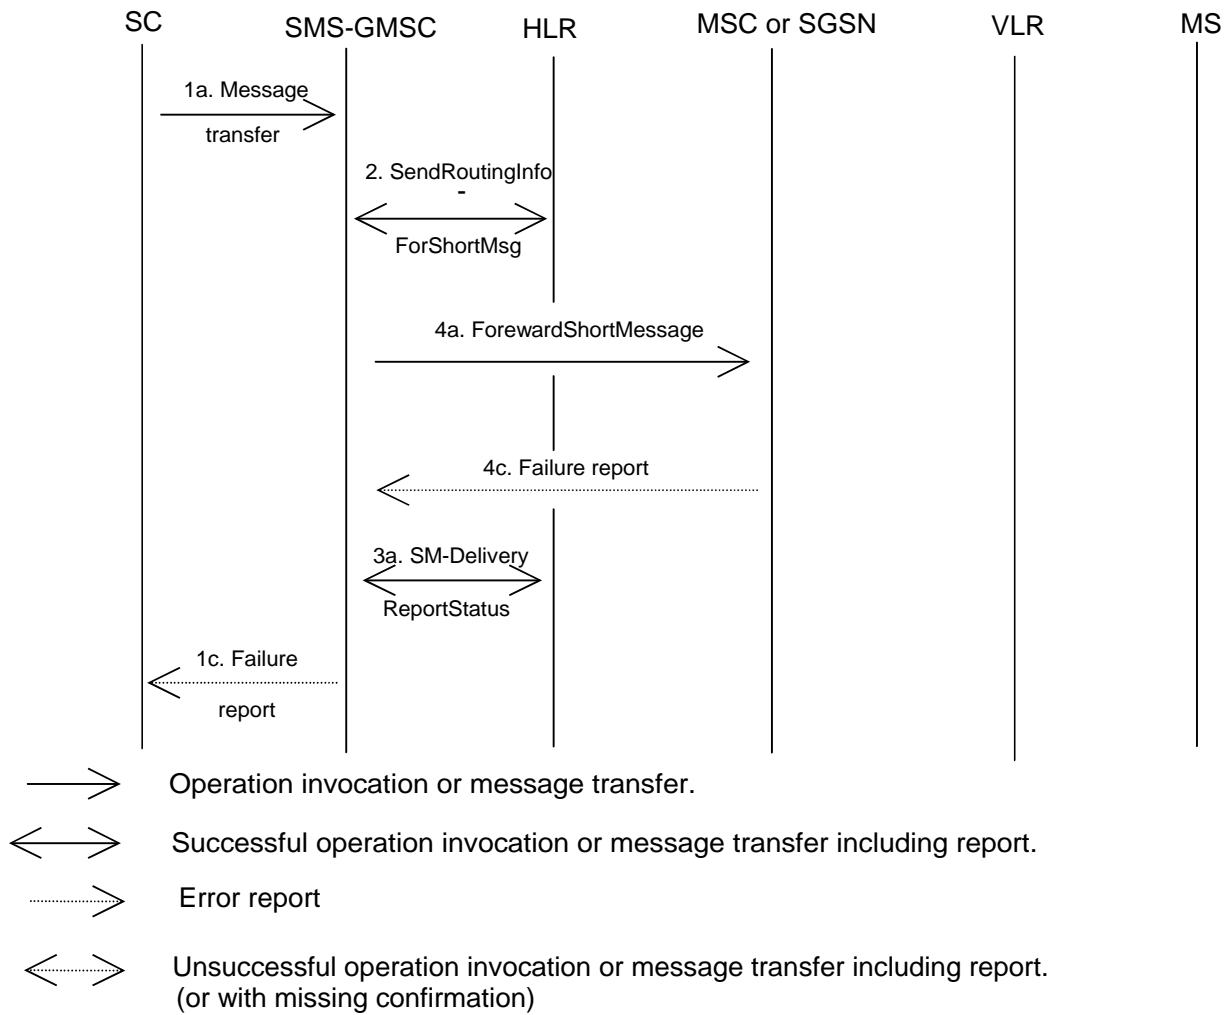 SC SMS-GMSC HLR MSC or SGSN VLR MS
1a. Message
transfer
2. SendRoutingInfo
-
ForShortMsg
4a. ForewardShortMessage
4c. Failure report
3a. SM-Delivery
ReportStatus
1c. Failure
report
Operation invocation or message transfer.
Successful operation invocation or message transfer including report.
Error report
Unsuccessful operation invocation or message transfer including report.
(or with missing confirmation)